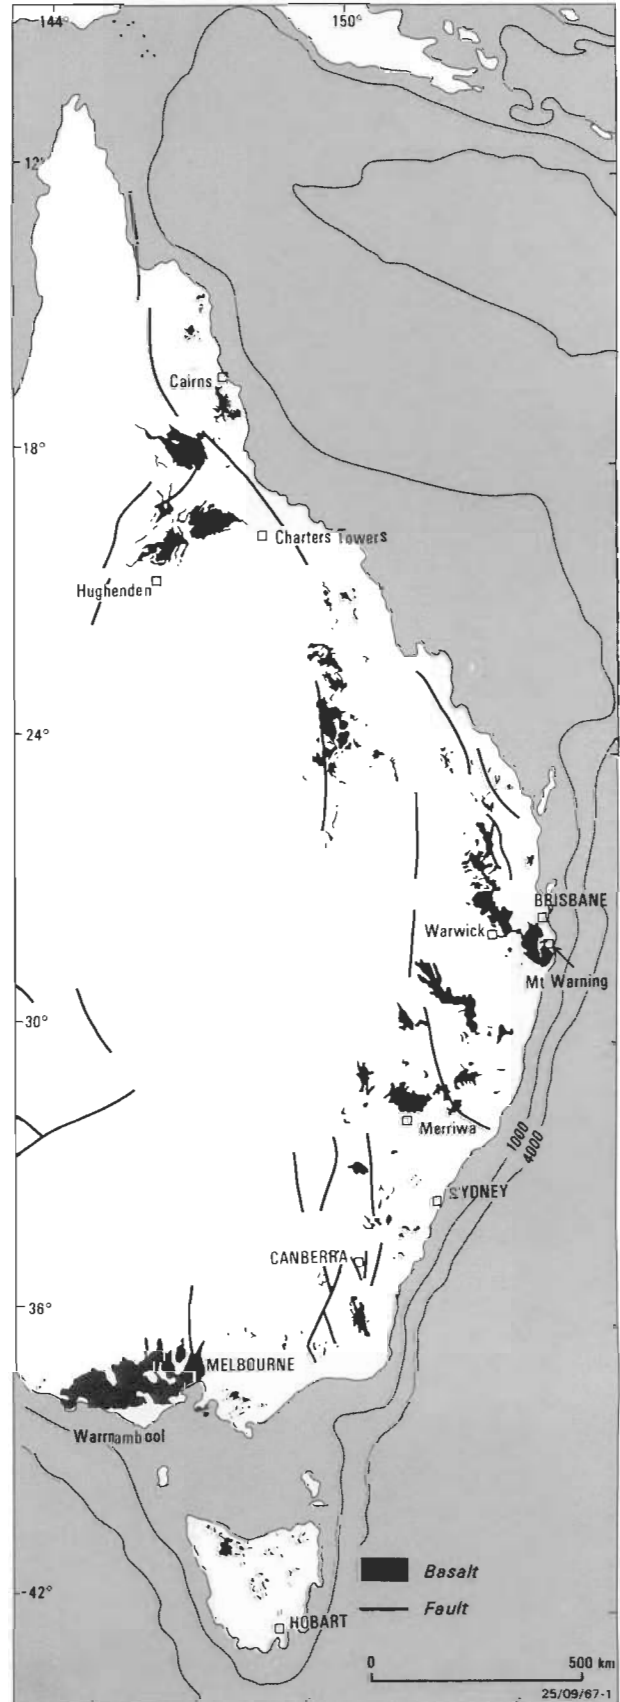 144° 150°
12°
Cairns
18°
Charters Towers
Hughenden
24°
BRISBANE
Warwick
Mt Warning
30°
Merriwa
1000
4000
SYDNEY
CANBERRA
36°
MELBOURNE
Warrnambool
Basalt
42°
Fault
HOBART
0 500 km
25/09/67-1